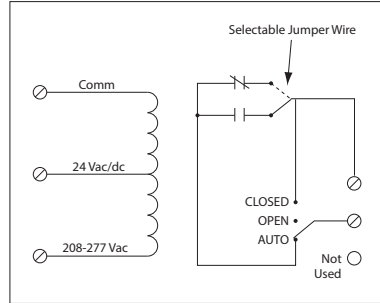 Selectable Jumper Wire
Comm
24 Vac/dc
CLOSED
OPEN
AUTO
208-277 Vac
Not
Used